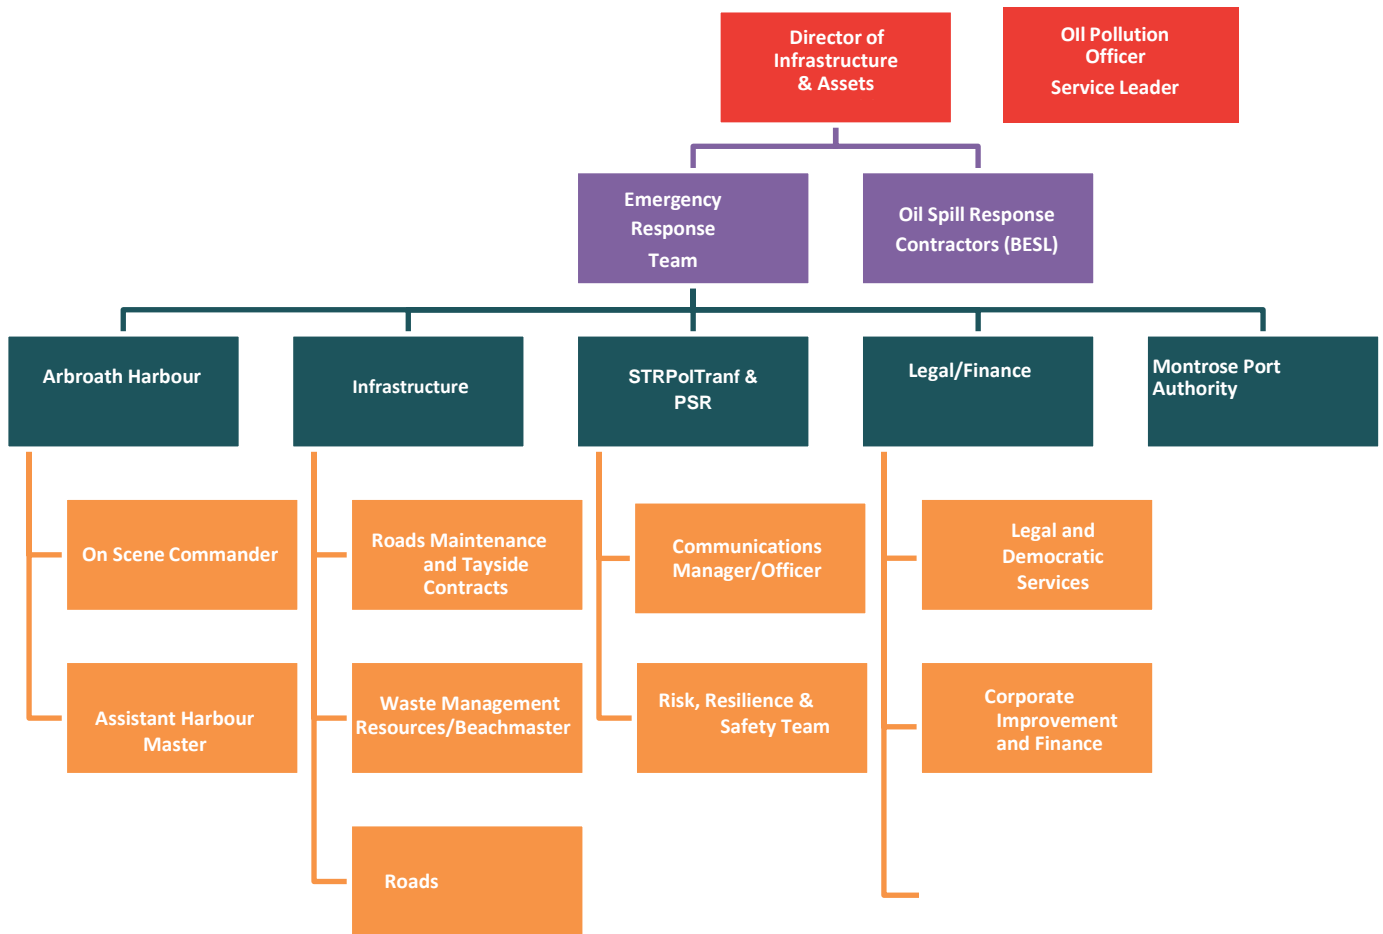 Director of
Infrastructure
& Assets
OIl Pollution
Officer
Service Leader
Emergency
Response
Team
Oil Spill Response
Contractors (BESL)
Arbroath Harbour
Infrastructure
STRPolTranf &
PSR
Legal/Finance
Montrose Port
Authority
On Scene Commander
Roads Maintenance
and Tayside
Contracts
Communications
Manager/Officer
Legal and
Democratic
Services
Assistant Harbour
Master
Waste Management
Resources/Beachmaster
Risk, Resilience &
Safety Team
Corporate
Improvement
and Finance
Roads